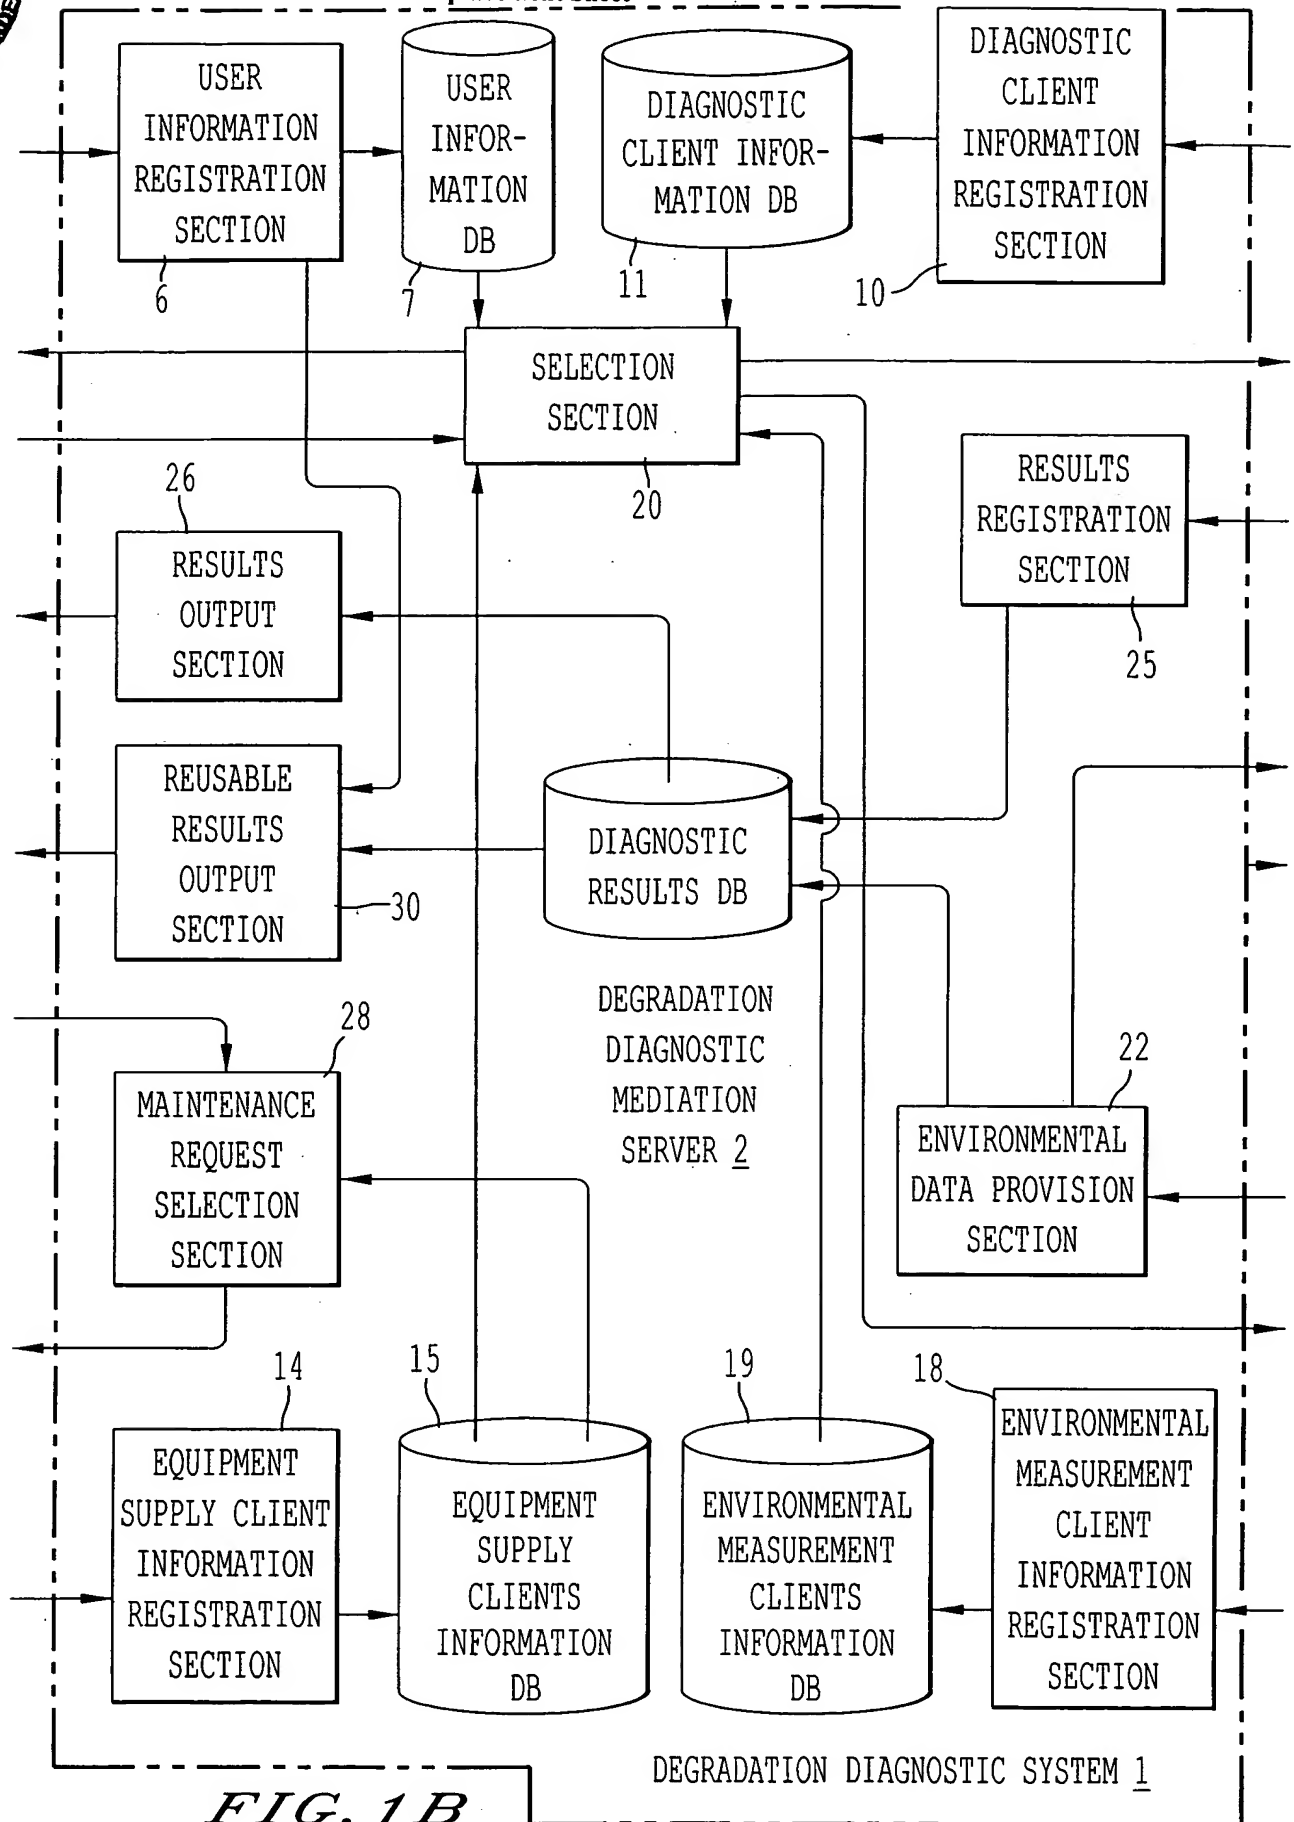 USER
INFORMATION
REGISTRATION
SECTION
6
USER
INFOR-
MATION
DB
7
DIAGNOSTIC
CLIENT INFOR-
MATION DB
11
DIAGNOSTIC
CLIENT
INFORMATION
REGISTRATION
SECTION
10
SELECTION
SECTION
20
RESULTS
REGISTRATION
SECTION
25
26
RESULTS
OUTPUT
SECTION
REUSABLE
RESULTS
OUTPUT
SECTION
30
DIAGNOSTIC
RESULTS DB
DEGRADATION
DIAGNOSTIC
MEDIATION
SERVER 2
28
MAINTENANCE
REQUEST
SELECTION
SECTION
22
ENVIRONMENTAL
DATA PROVISION
SECTION
14
EQUIPMENT
SUPPLY CLIENT
INFORMATION
REGISTRATION
SECTION
15
EQUIPMENT
SUPPLY
CLIENTS
INFORMATION
DB
19
ENVIRONMENTAL
MEASUREMENT
CLIENTS
INFORMATION
DB
18
ENVIRONMENTAL
MEASUREMENT
CLIENT
INFORMATION
REGISTRATION
SECTION
DEGRADATION DIAGNOSTIC SYSTEM 1
FIG. 1B